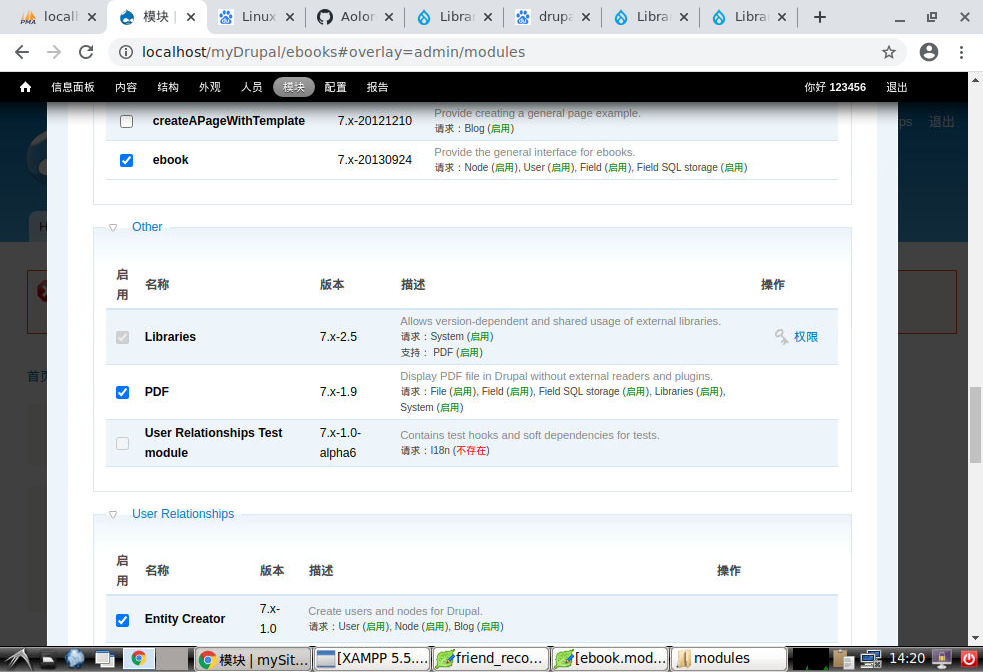 locall
模块 |
Linux
Aolor
Librar
drupa
Librar
Librar
localhost/myDrupal/ebooks#overlay=admin/modules
信息面板 内容 结构 外观 人员 模块 配置 报告 你好 123456 退出
退出
createAPageWithTemplate 7.x-20121210 Provide creating a general page example.
请求：Blog (启用)
ebook 7.x-20130924 Provide the general interface for ebooks.
请求：Node (启用), User (启用), Field (启用), Field SQL storage (启用)
Other
启用 名称 版本 描述 操作
Libraries 7.x-2.5 Allows version-dependent and shared usage of external libraries.
请求：System (启用)
支持： PDF (启用)
权限
首页
PDF 7.x-1.9 Display PDF file in Drupal without external readers and plugins.
请求：File (启用), Field (启用), Field SQL storage (启用), Libraries (启用),
System (启用)
User Relationships Test
module
7.x-1.0-
alpha6
Contains test hooks and soft dependencies for tests.
请求：I18n (不存在)
User Relationships
启用 名称 版本 描述 操作
Entity Creator
7.x-
1.0
Create users and nodes for Drupal.
请求：User (启用), Node (启用), Blog (启用)
模块 | mySit...
[XAMPP 5.5....
friend_reco...
[ebook.mod...
modules
14:20